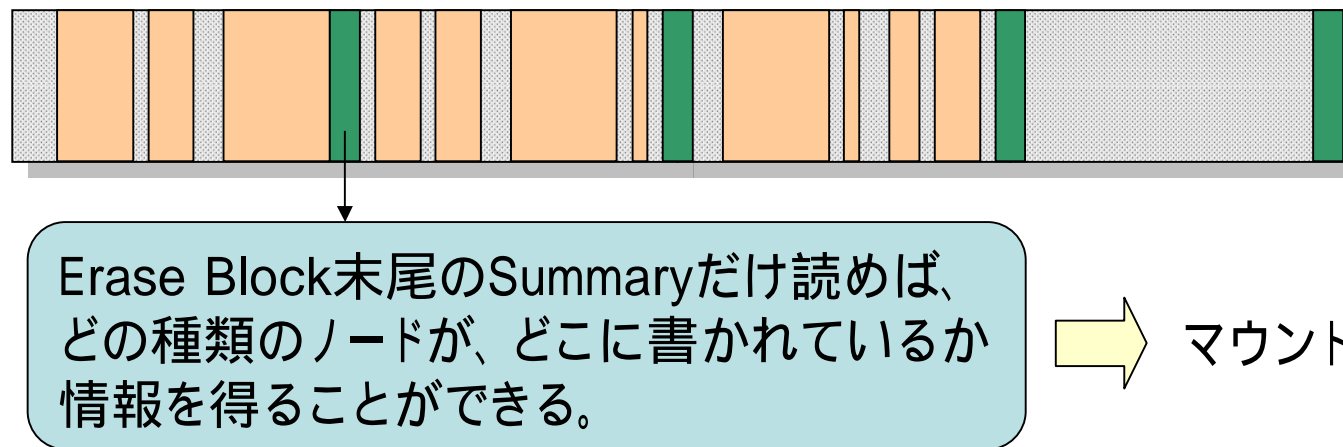 Erase Block末尾のSummaryだけ読めば、
どの種類のノードが、どこに書かれているか
情報を得ることができる。
マウント